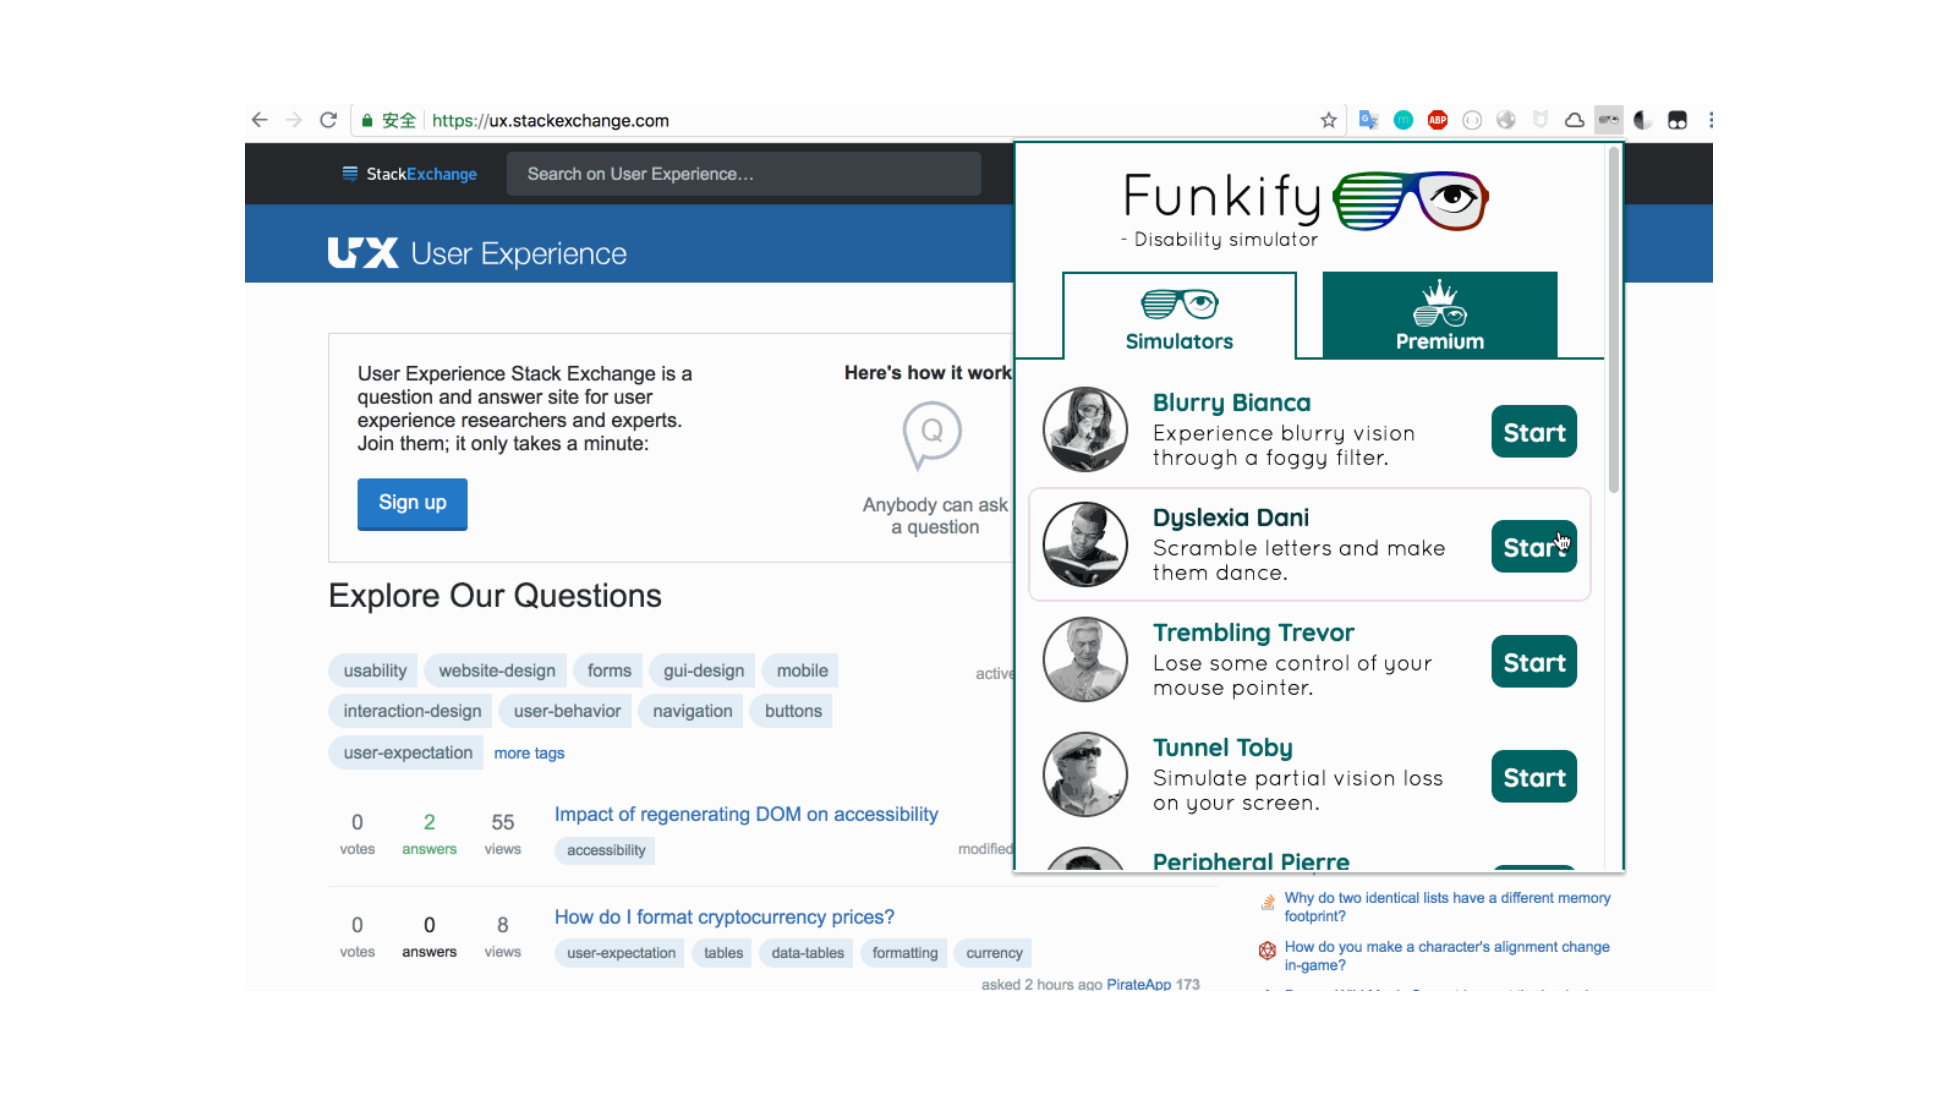 安全 https://ux.stackexchange.com
ABP
StackExchange
Search on User Experience...
UX User Experience
User Experience Stack Exchange is a
question and answer site for user
experience researchers and experts.
Join them; it only takes a minute:
Sign up
Here's how it work
Q
Anybody can ask
a question
Explore Our Questions
usability website-design forms gui-design mobile
active
interaction-design user-behavior navigation buttons
user-expectation more tags
0 2 55
votes answers views
Impact of regenerating DOM on accessibility
accessibility
modified
0 0 8
votes answers views
How do I format cryptocurrency prices?
user-expectation tables data-tables formatting currency
asked 2 hours ago PirateApp 173
Funkify
- Disability simulator
Simulators
Premium
Blurry Bianca
Experience blurry vision
through a foggy filter.
Start
Dyslexia Dani
Scramble letters and make
them dance.
Start
Trembling Trevor
Lose some control of your
mouse pointer.
Start
Tunnel Toby
Simulate partial vision loss
on your screen.
Start
Peripheral Pierre
Why do two identical lists have a different memory
footprint?
How do you make a character's alignment change
in-game?